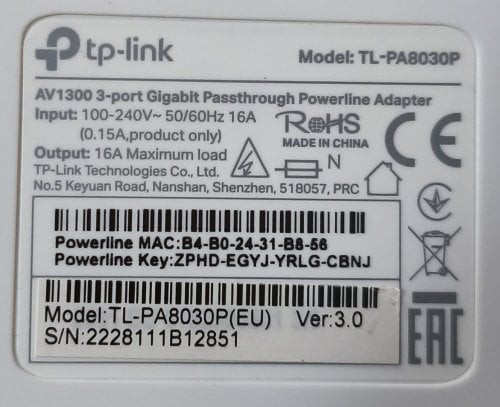 tp-link
Model: TL-PA8030P
AV1300 3-port Gigabit Passthrough Powerline Adapter
Input: 100-240V~ 50/60Hz 16A
(0.15A,product only)
RoHS
MADE IN CHINA
Output: 16A Maximum load
N
TP-Link Technologies Co., Ltd.
No.5 Keyuan Road, Nanshan, Shenzhen, 518057, PRC
CE
Powerline MAC:B4-B0-24-31-B8-56
Powerline Key:ZPHD-EGYJ-YRLG-CBNJ
Model:TL-PA8030P(EU) Ver:3.0
S/N:2228111B12851
EAC